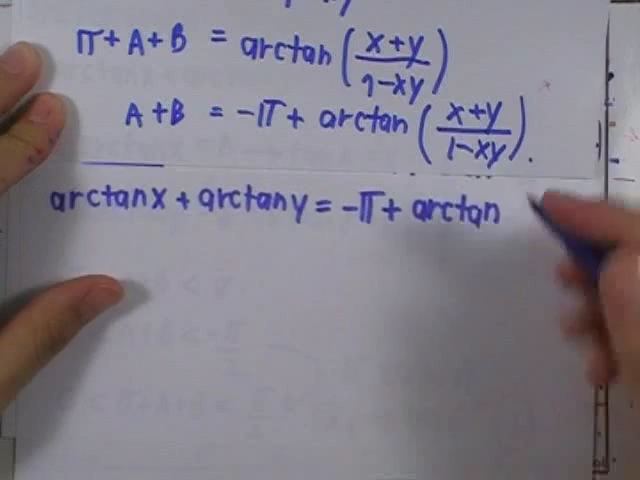 π + A + B = arctan (x+y / 1-xy)
A + B = -π + arctan (x+y / 1-xy).
arctan x + arctan y = -π + arctan